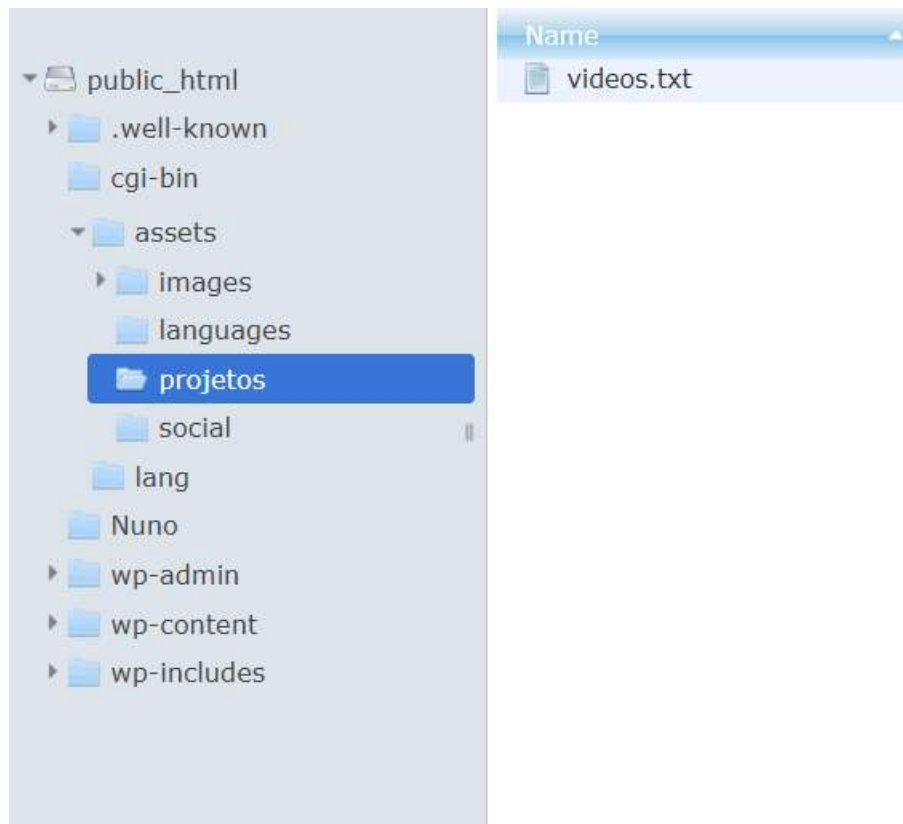 public_html
.well-known
cgi-bin
assets
images
languages
projetos
social
lang
Nuno
wp-admin
wp-content
wp-includes
Name
videos.txt